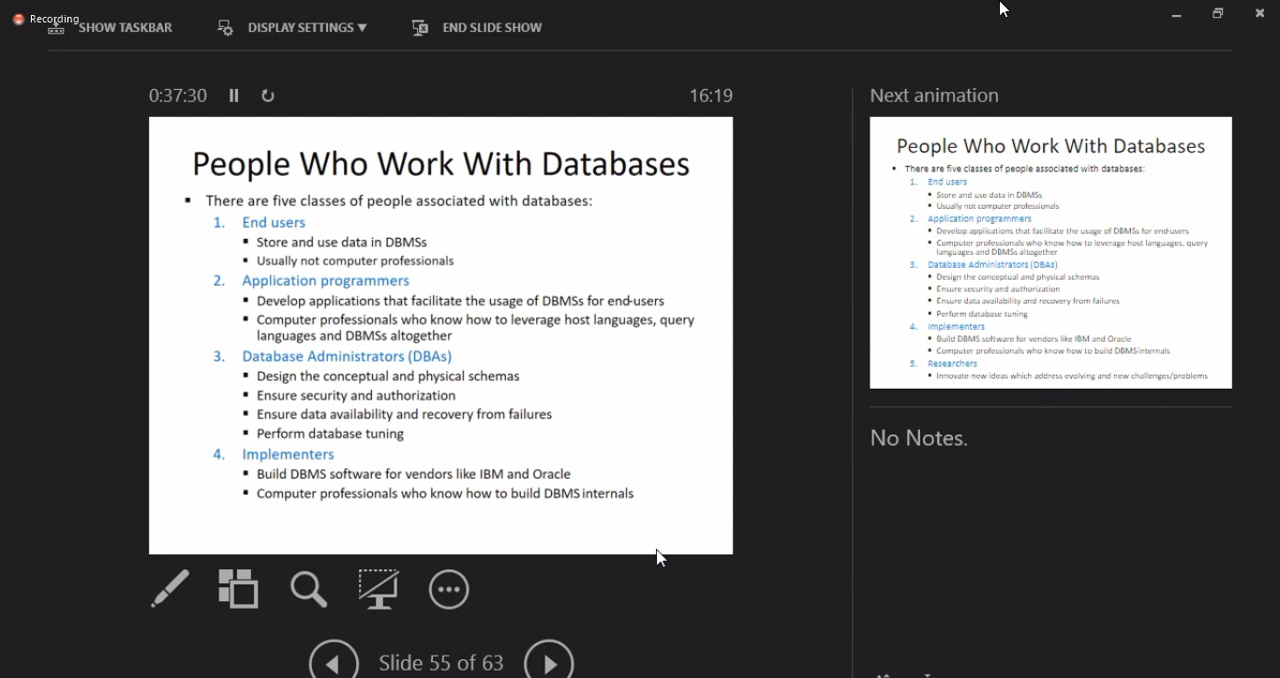 Recording
SHOW TASKBAR
DISPLAY SETTINGS ▼
END SLIDE SHOW
0:37:30
16:19
People Who Work With Databases
▪ There are five classes of people associated with databases:
1. End users
▪ Store and use data in DBMSs
▪ Usually not computer professionals
2. Application programmers
▪ Develop applications that facilitate the usage of DBMSs for end-users
▪ Computer professionals who know how to leverage host languages, query
languages and DBMSs altogether
3. Database Administrators (DBAs)
▪ Design the conceptual and physical schemas
▪ Ensure security and authorization
▪ Ensure data availability and recovery from failures
▪ Perform database tuning
4. Implementers
▪ Build DBMS software for vendors like IBM and Oracle
▪ Computer professionals who know how to build DBMS internals
Slide 55 of 63
Next animation
People Who Work With Databases
▪ There are five classes of people associated with databases:
1. End users
▪ Store and use data in DBMSs
▪ Usually not computer professionals
2. Application programmers
▪ Develop applications that facilitate the usage of DBMSs for end-users
▪ Computer professionals who know how to leverage host languages, query
languages and DBMSs altogether
3. Database Administrators (DBAs)
▪ Design the conceptual and physical schemas
▪ Ensure security and authorization
▪ Ensure data availability and recovery from failures
▪ Perform database tuning
4. Implementers
▪ Build DBMS software for vendors like IBM and Oracle
▪ Computer professionals who know how to build DBMS internals
5. Researchers
▪ Innovate new ideas which address evolving and new challenges/problems
No Notes.